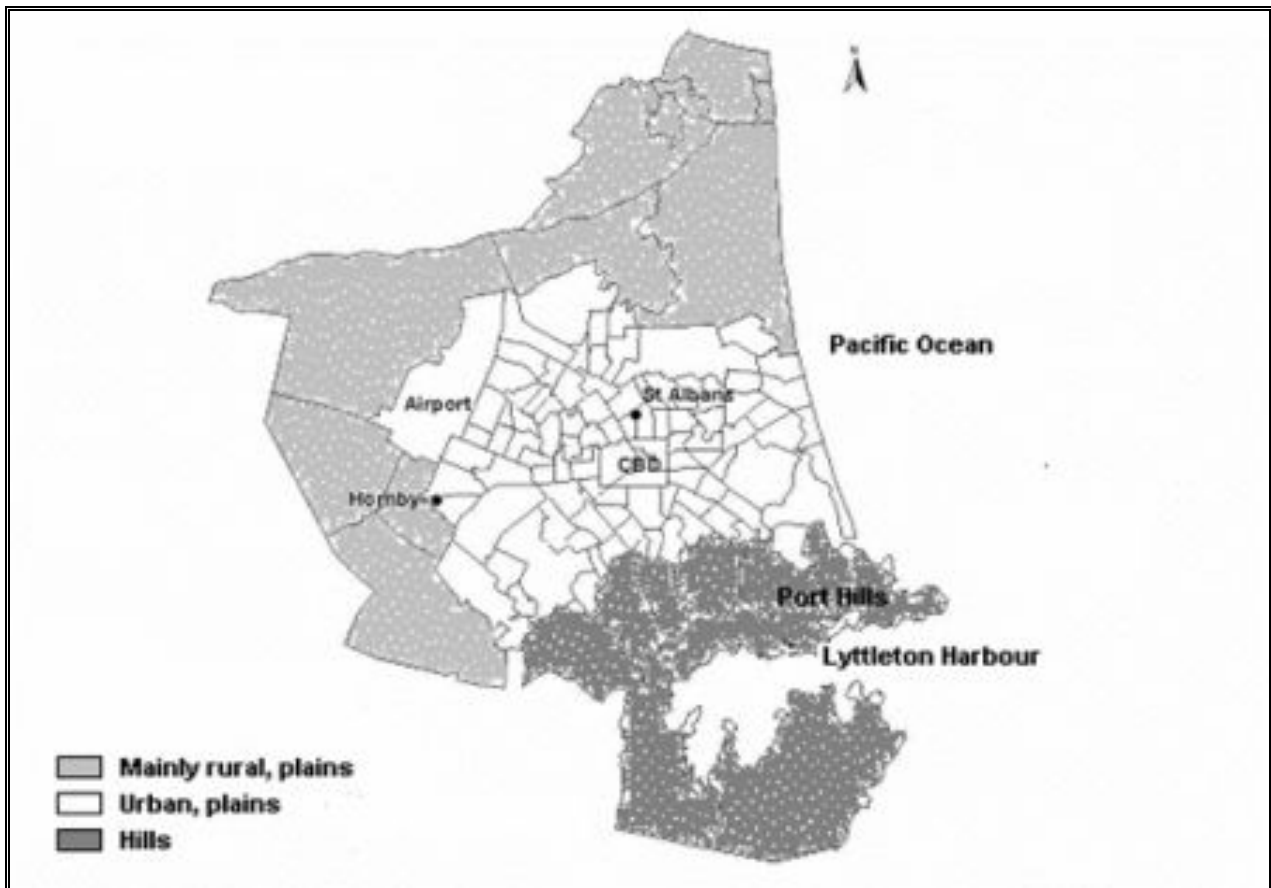 N
Pacific Ocean
St Albans
Airport
CBD
Hornby
Port Hills
Lyttleton Harbour
Mainly rural, plains
Urban, plains
Hills